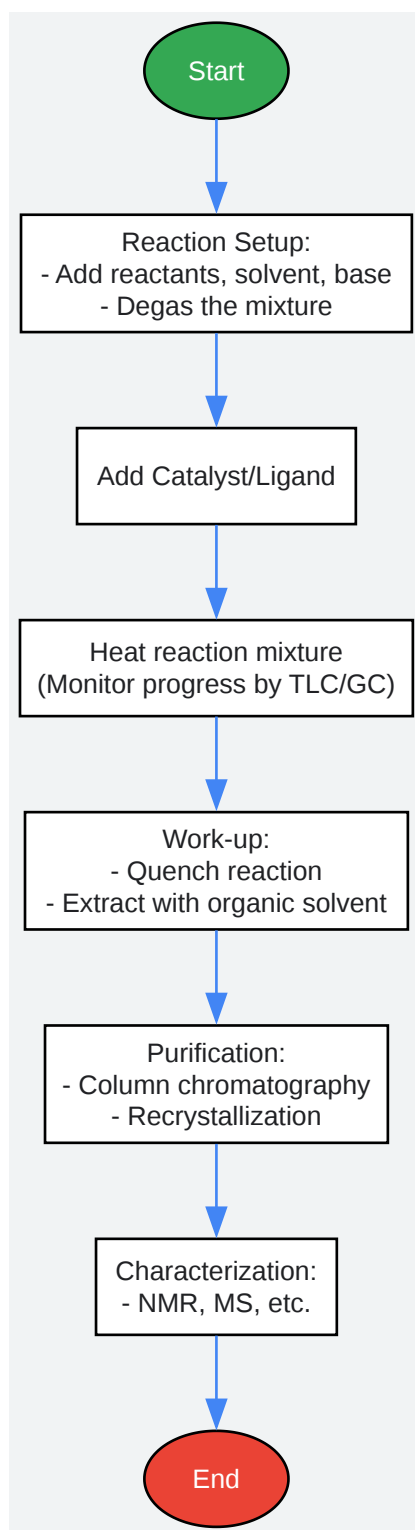 Start
Reaction Setup:
- Add reactants, solvent, base
- Degas the mixture
Add Catalyst/Ligand
Heat reaction mixture
(Monitor progress by TLC/GC)
Work-up:
- Quench reaction
- Extract with organic solvent
Purification:
- Column chromatography
- Recrystallization
Characterization:
- NMR, MS, etc.
End